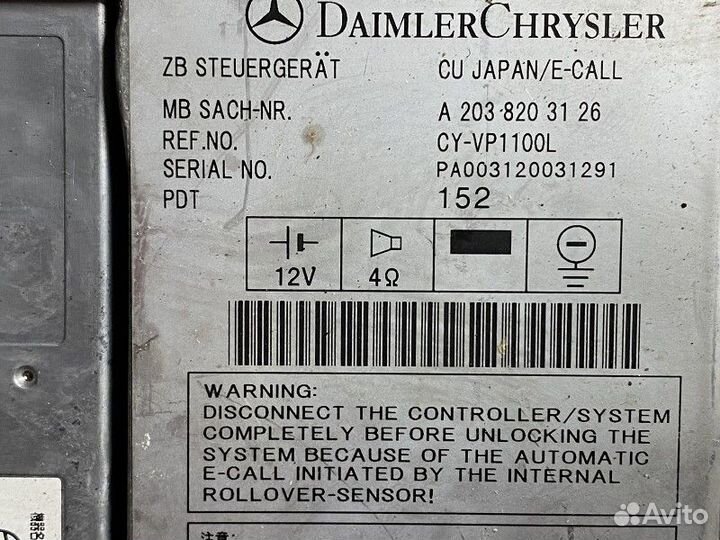 DAIMLERCHRYSLER
ZB STEUERGERÄT CU JAPAN/E-CALL
MB SACH-NR. A 203 820 31 26
REF.NO. CY-VP1100L
SERIAL NO. PA003120031291
PDT 152
12V 4Ω
WARNING:
DISCONNECT THE CONTROLLER/SYSTEM
COMPLETELY BEFORE UNLOCKING THE
SYSTEM BECAUSE OF THE AUTOMATIC
E-CALL INITIATED BY THE INTERNAL
ROLLOVER-SENSOR!
注意:
Avito